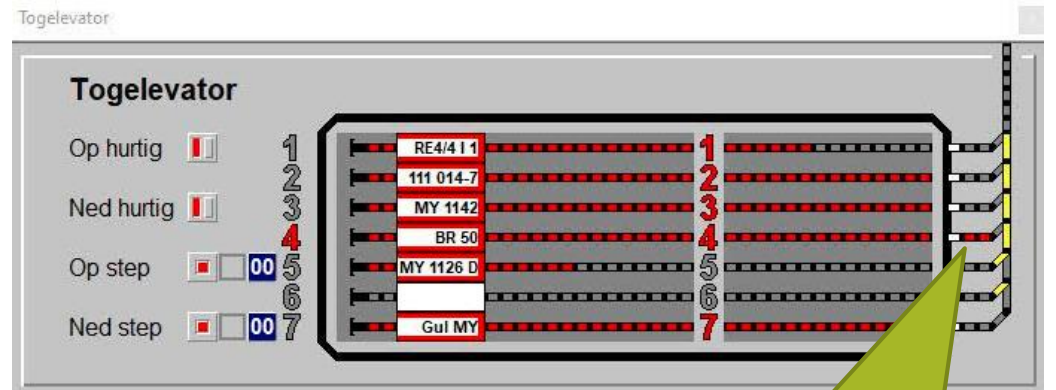 Togelevator
Togelevator
Op hurtig
Ned hurtig
Op step 00
Ned step 00
1 RE4/4 I 1 1
2 111 014-7 2
3 MY 1142 3
4 BR 50 4
5 MY 1126 D 5
6 6
7 Gul MY 7